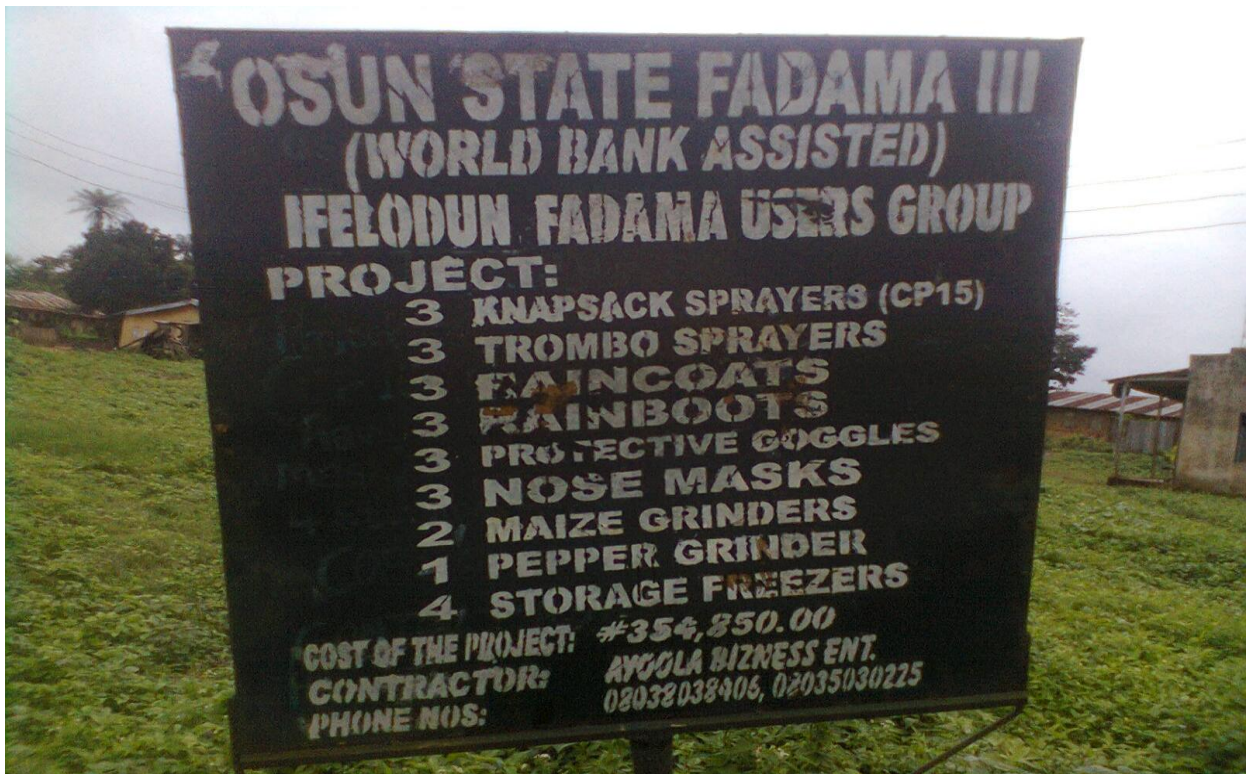 OSUN STATE FADAMA III
(WORLD BANK ASSISTED)
IFELODUN FADAMA USERS GROUP
PROJECT:
3 KNAPSACK SPRAYERS (CP15)
3 TROMBO SPRAYERS
3 RAINCOATS
3 RAINBOOTS
3 PROTECTIVE GOGGLES
3 NOSE MASKS
2 MAIZE GRINDERS
1 PEPPER GRINDER
4 STORAGE FREEZERS
COST OF THE PROJECT: #354,850.00
CONTRACTOR: AYOOLA BIZNESS ENT.
PHONE NOS: 08035030225